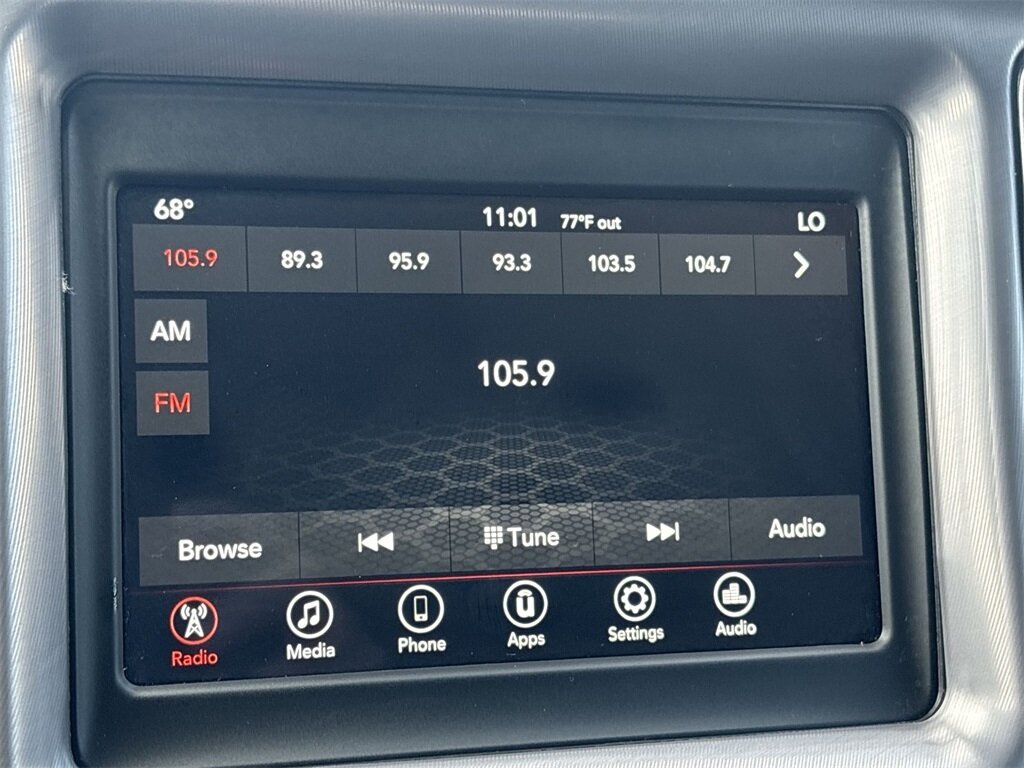 68° 11:01 77°F out LO
105.9 89.3 95.9 93.3 103.5 104.7
AM
105.9
FM
Browse Tune Audio
Radio Media Phone Apps Settings Audio